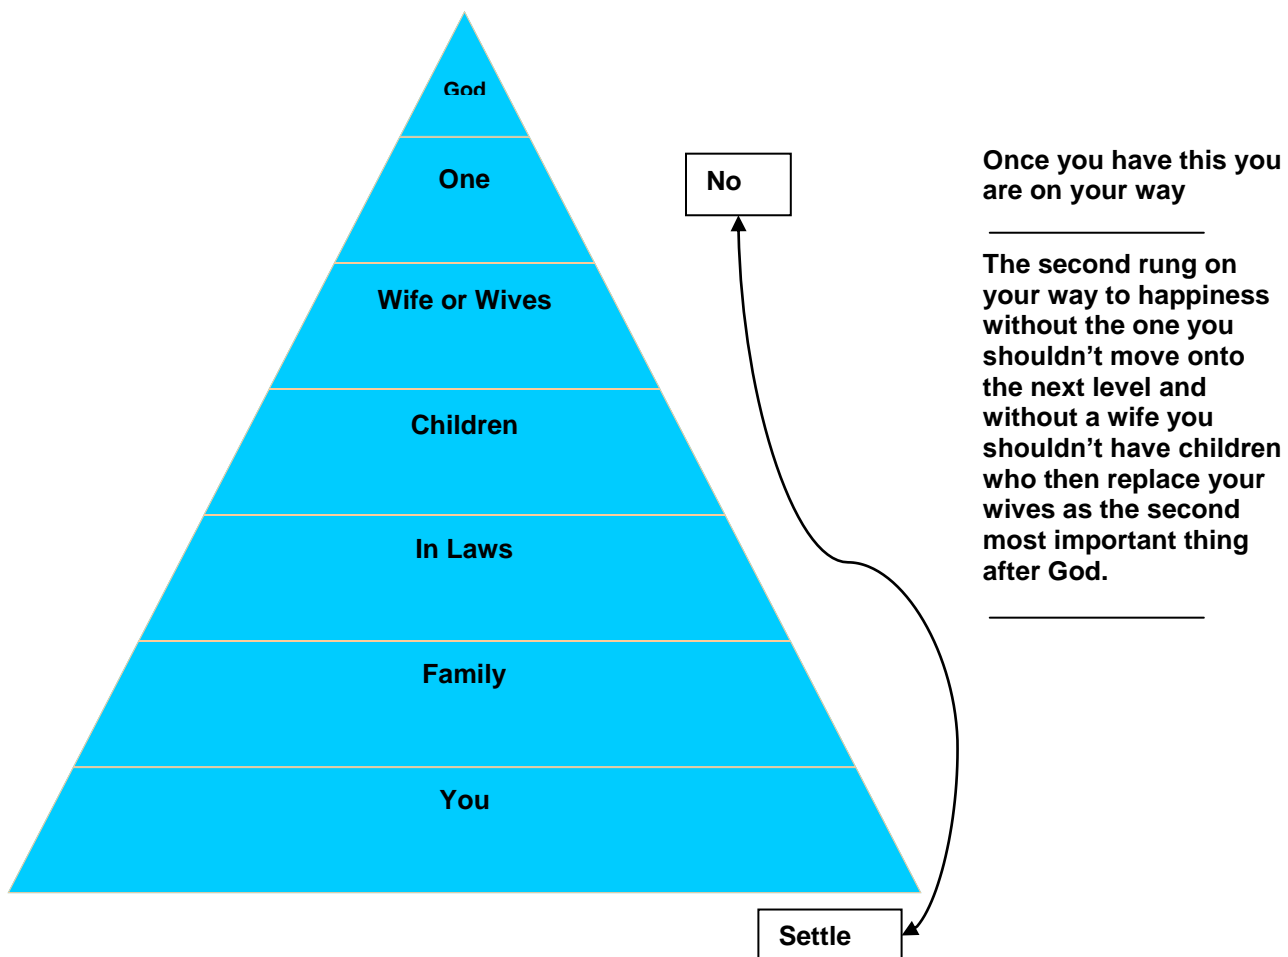 God
One
Wife or Wives
Children
In Laws
Family
You
No
Settle
Once you have this you
are on your way
The second rung on
your way to happiness
without the one you
shouldn’t move onto
the next level and
without a wife you
shouldn’t have children
who then replace your
wives as the second
most important thing
after God.